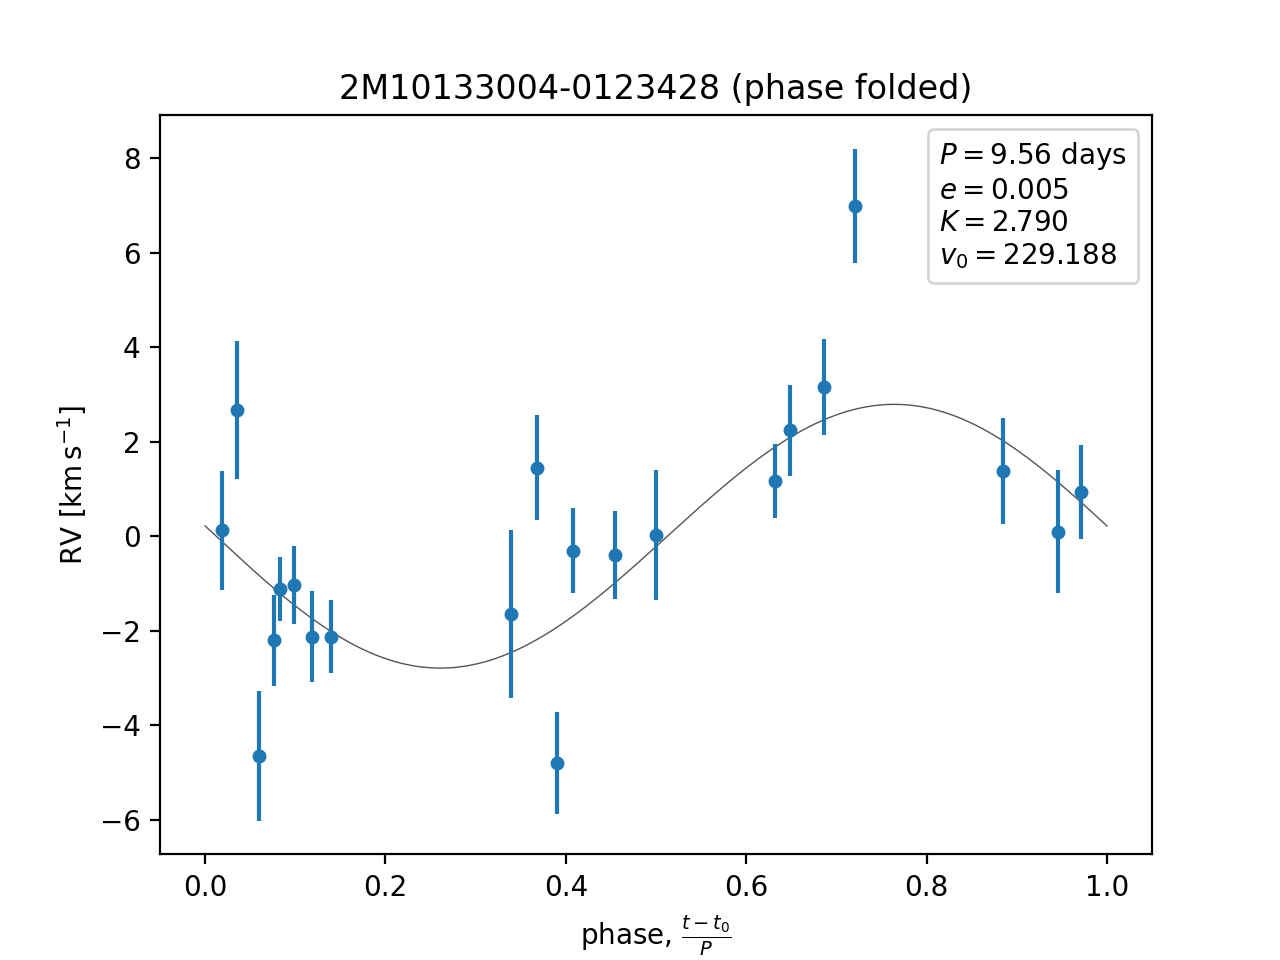 2M10133004-0123428 (phase folded)
P = 9.56 days
e = 0.005
K = 2.790
v₀ = 229.188
8
6
4
2
0
−2
−4
−6
RV [km s⁻¹]
0.0 0.2 0.4 0.6 0.8 1.0
phase, (t − t₀)/P